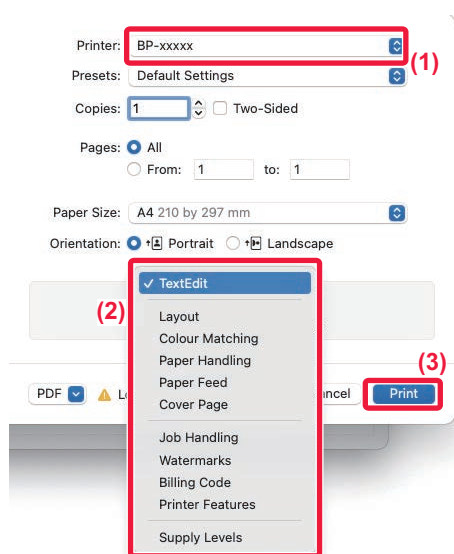 Printer: BP-xxxxx
(1)
Presets: Default Settings
Copies: 1 Two-Sided
Pages: All
From: 1 to: 1
Paper Size: A4 210 by 297 mm
Orientation: Portrait Landscape
✓ TextEdit
(2)
Layout
Colour Matching
Paper Handling
Paper Feed
Cover Page
(3)
PDF Print
Job Handling
Watermarks
Billing Code
Printer Features
Supply Levels